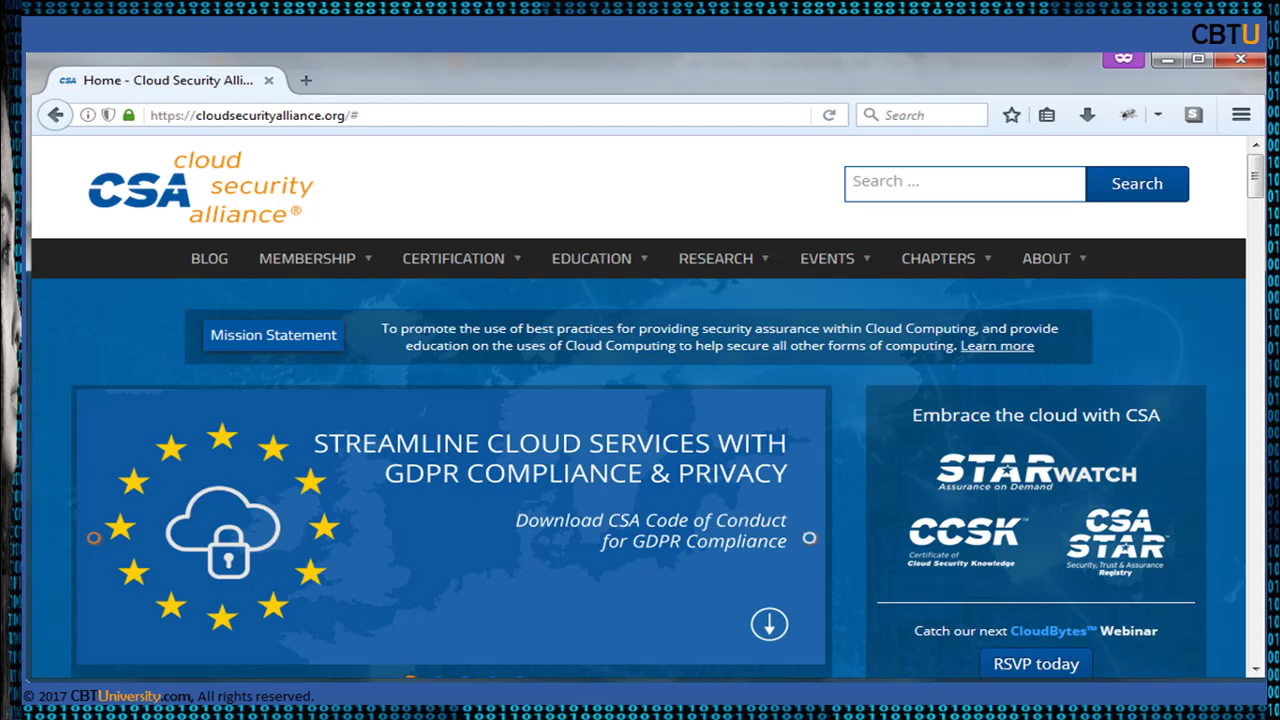 CBTU
CSA Home - Cloud Security Alli...
https://cloudsecurityalliance.org/#
Search
S
CSA cloud
security
alliance®
Search ...
Search
BLOG MEMBERSHIP CERTIFICATION EDUCATION RESEARCH EVENTS CHAPTERS ABOUT
Mission Statement
To promote the use of best practices for providing security assurance within Cloud Computing, and provide
education on the uses of Cloud Computing to help secure all other forms of computing. Learn more
STREAMLINE CLOUD SERVICES WITH
GDPR COMPLIANCE & PRIVACY
Download CSA Code of Conduct
for GDPR Compliance
Embrace the cloud with CSA
STARWATCH
Assurance on Demand
CCSK™
Certificate of
Cloud Security Knowledge
CSA
STAR
Security, Trust & Assurance
Registry
Catch our next CloudBytes™ Webinar
RSVP today
© 2017 CBTUniversity.com, All rights reserved.